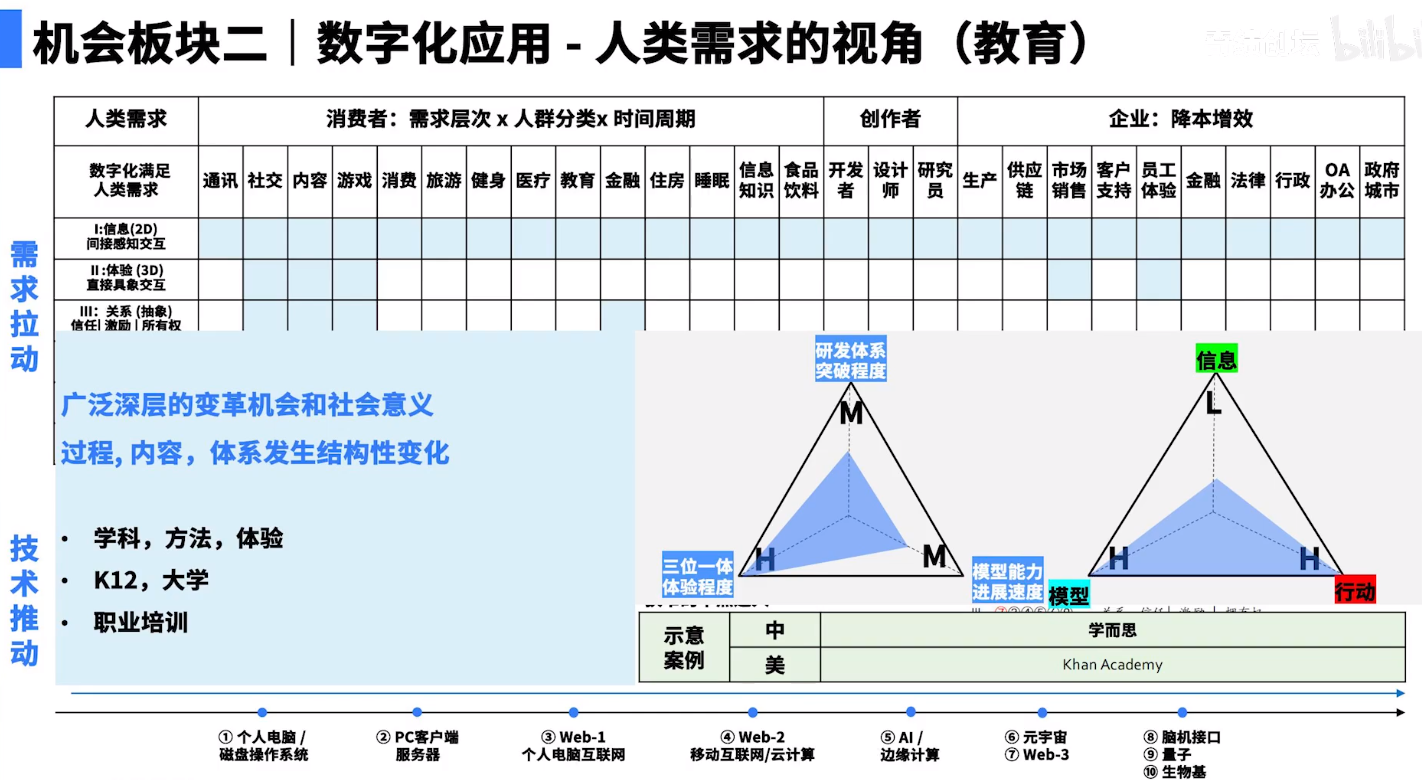 机会板块二｜数字化应用 - 人类需求的视角（教育）
bilibi
人类需求
消费者：需求层次 x 人群分类x 时间周期
创作者
企业：降本增效
数字化满足
人类需求
通讯
社交
内容
游戏
消费
旅游
健身
医疗
教育
金融
住房
睡眠
信息
知识
食品
饮料
开发
者
设计
师
研究
员
生产
供应
链
市场
销售
客户
支持
员工
体验
金融
法律
行政
OA
办公
政府
城市
I:信息(2D)
间接感知交互
II:体验 (3D)
直接具象交互
III：关系 (抽象)
信任| 激励 | 所有权
需求拉动
技术推动
广泛深层的变革机会和社会意义
过程, 内容，体系发生结构性变化
• 学科，方法，体验
• K12，大学
• 职业培训
研发体系
突破程度
M
三位一体
体验程度
H
M
模型能力
进展速度
信息
L
H
H
模型
行动
示意
案例
中
学而思
美
Khan Academy
① 个人电脑 /
磁盘操作系统
② PC客户端
服务器
③ Web-1
个人电脑互联网
④ Web-2
移动互联网/云计算
⑤ AI /
边缘计算
⑥ 元宇宙
⑦ Web-3
⑧ 脑机接口
⑨ 量子
⑩ 生物基